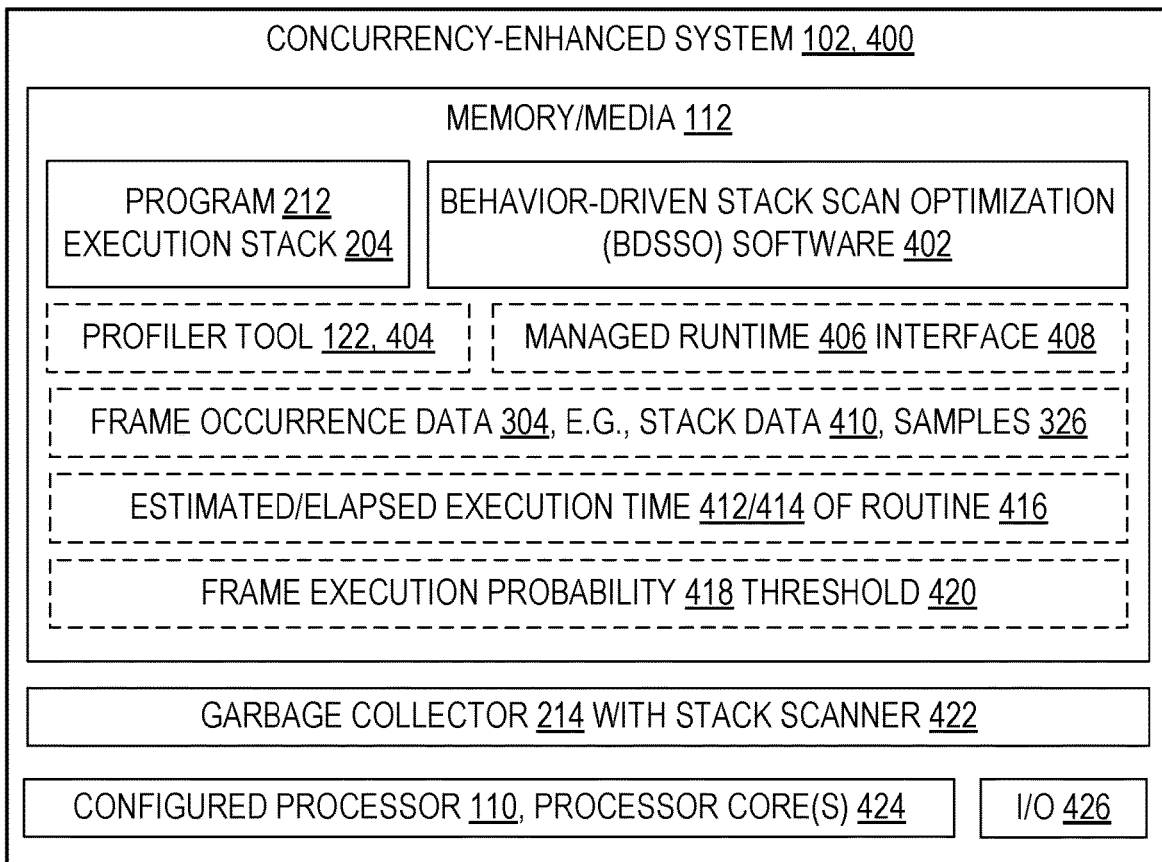 CONCURRENCY-ENHANCED SYSTEM 102, 400
MEMORY/MEDIA 112
PROGRAM 212
EXECUTION STACK 204
BEHAVIOR-DRIVEN STACK SCAN OPTIMIZATION
(BDSSO) SOFTWARE 402
PROFILER TOOL 122, 404
MANAGED RUNTIME 406 INTERFACE 408
FRAME OCCURRENCE DATA 304, E.G., STACK DATA 410, SAMPLES 326
ESTIMATED/ELAPSED EXECUTION TIME 412/414 OF ROUTINE 416
FRAME EXECUTION PROBABILITY 418 THRESHOLD 420
GARBAGE COLLECTOR 214 WITH STACK SCANNER 422
CONFIGURED PROCESSOR 110, PROCESSOR CORE(S) 424
I/O 426